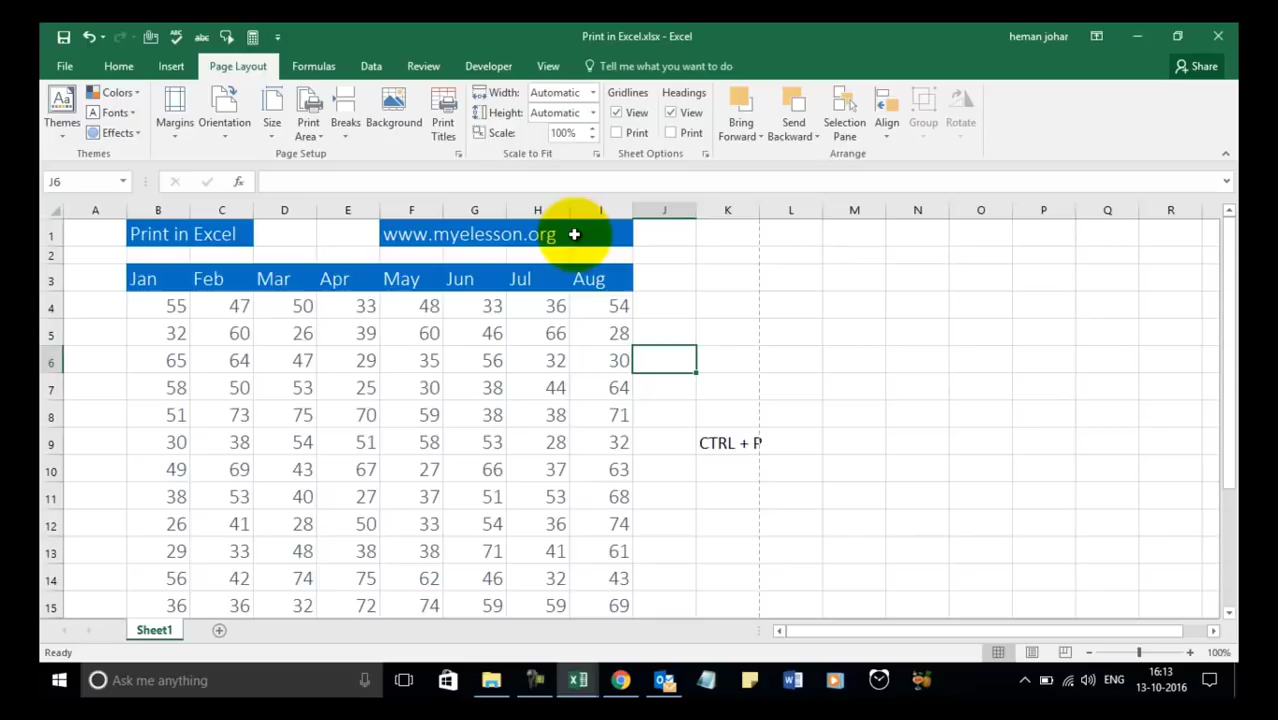 Print in Excel.xlsx - Excel
heman johar
File Home Insert Page Layout Formulas Data Review Developer View Tell me what you want to do Share
Aa Themes
Colors
Fonts
Effects
Themes
Margins Orientation Size Print Area Breaks Background Print Titles
Page Setup
Width: Automatic
Height: Automatic
Scale: 100%
Scale to Fit
Gridlines Headings
View View
Print Print
Sheet Options
Bring Forward Send Backward Selection Pane Align Group Rotate
Arrange
J6 fx
A B C D E F G H I J K L M N O P Q R
1 Print in Excel www.myelesson.org
2
3 Jan Feb Mar Apr May Jun Jul Aug
4 55 47 50 33 48 33 36 54
5 32 60 26 39 60 46 66 28
6 65 64 47 29 35 56 32 30
7 58 50 53 25 30 38 44 64
8 51 73 75 70 59 38 38 71
9 30 38 54 51 58 53 28 32 CTRL + P
10 49 69 43 67 27 66 37 63
11 38 53 40 27 37 51 53 68
12 26 41 28 50 33 54 36 74
13 29 33 48 38 38 71 41 61
14 56 42 74 75 62 46 32 43
15 36 36 32 72 74 59 59 69
Sheet1
Ready 100%
Ask me anything
ENG
16:13
13-10-2016